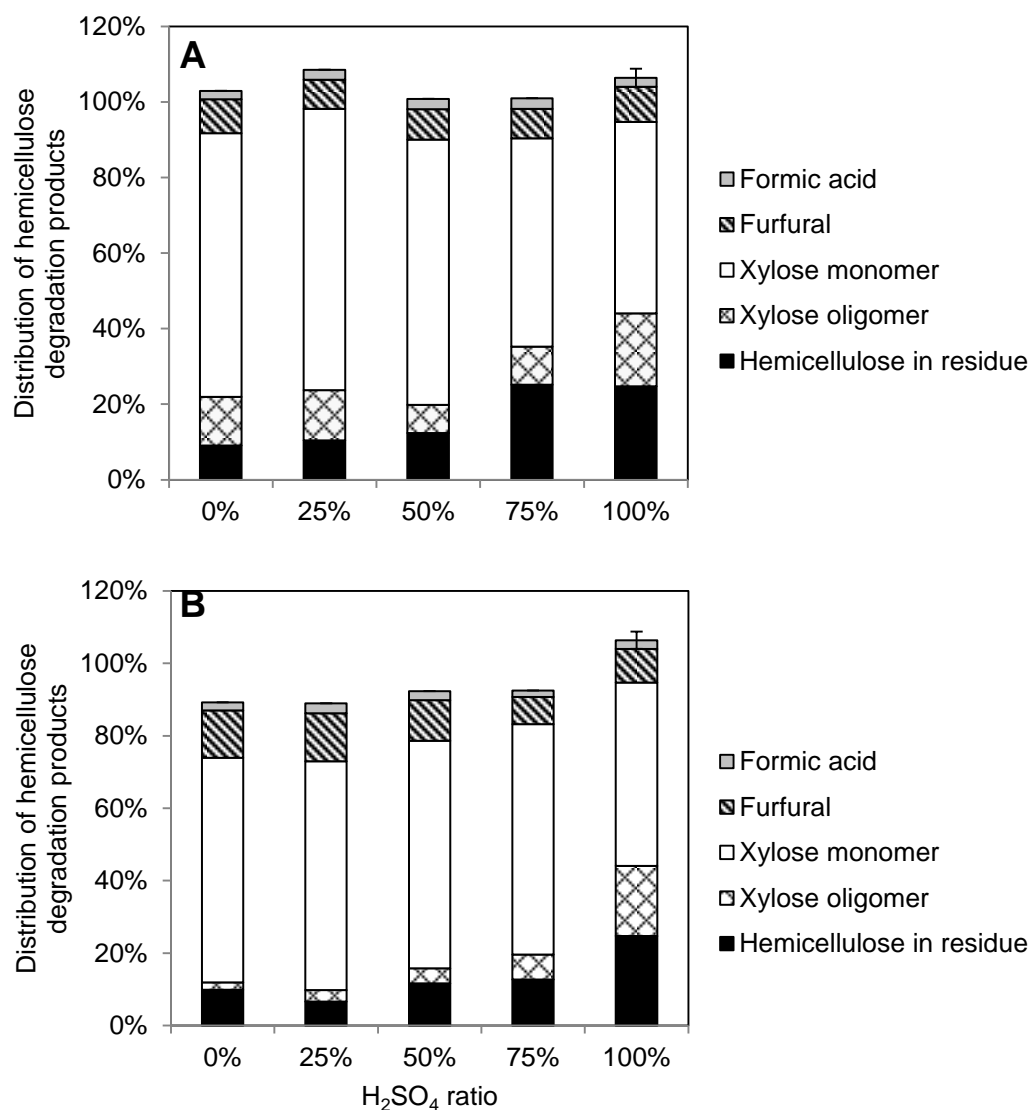 A
Distribution of hemicellulose
degradation products
120%
100%
80%
60%
40%
20%
0%
0% 25% 50% 75% 100%
Formic acid
Furfural
Xylose monomer
Xylose oligomer
Hemicellulose in residue
B
Distribution of hemicellulose
degradation products
120%
100%
80%
60%
40%
20%
0%
0% 25% 50% 75% 100%
H₂SO₄ ratio
Formic acid
Furfural
Xylose monomer
Xylose oligomer
Hemicellulose in residue